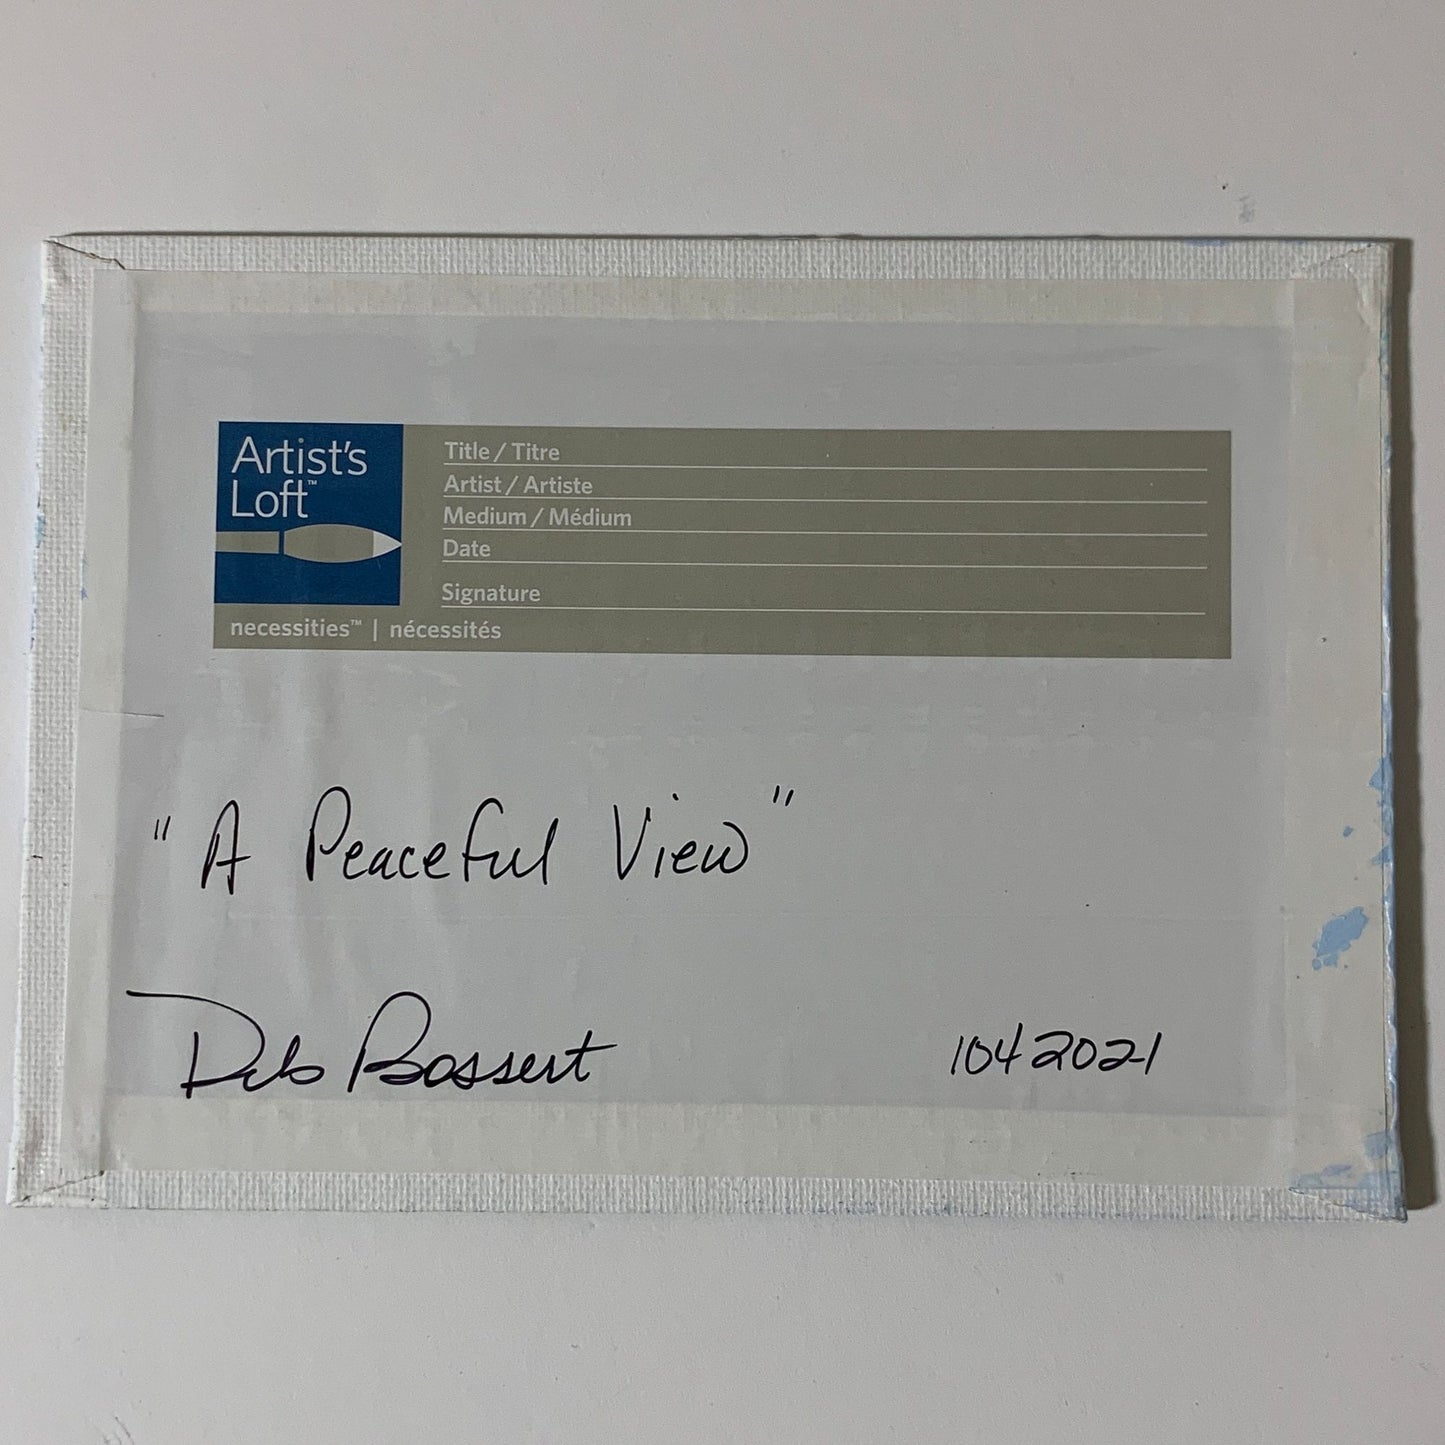 Artist's
Loft™
Title / Titre
Artist / Artiste
Medium / Médium
Date
Signature
necessities™ | nécessités
"A Peaceful View"
Deb Bossert 1042021